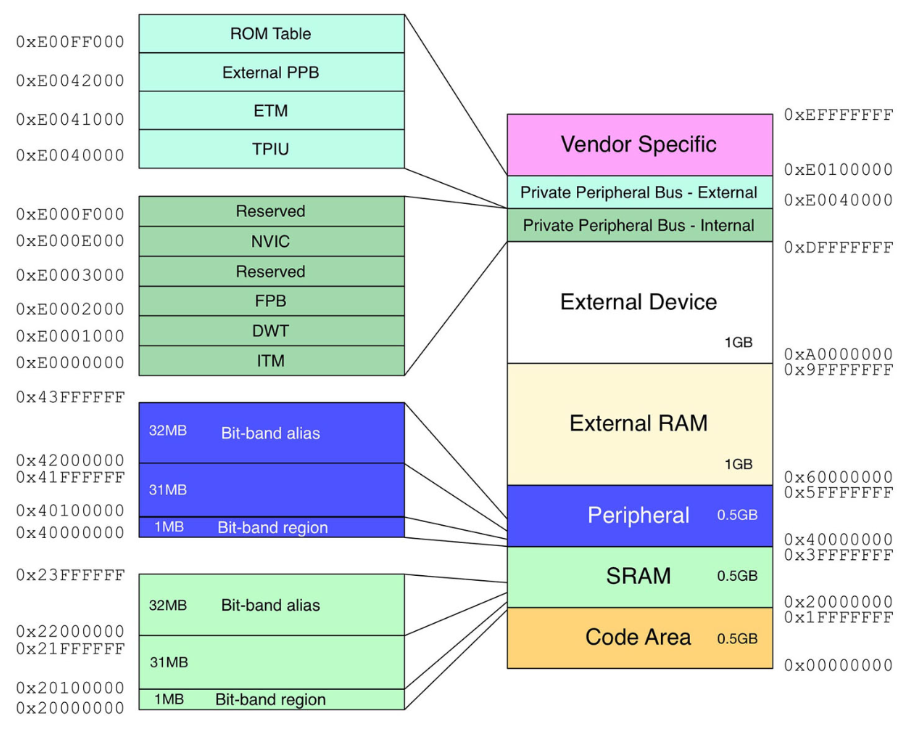 0xE00FF000
ROM Table
0xE0042000
External PPB
0xE0041000
ETM
0xE0040000
TPIU
0xE000F000
Reserved
0xE000E000
NVIC
0xE0003000
Reserved
0xE0002000
FPB
0xE0001000
DWT
0xE0000000
ITM
0x43FFFFFF
32MB Bit-band alias
0x42000000
0x41FFFFFF
31MB
0x40100000
1MB Bit-band region
0x40000000
0x23FFFFFF
32MB Bit-band alias
0x22000000
0x21FFFFFF
31MB
0x20100000
1MB Bit-band region
0x20000000
0xEFFFFFFF
Vendor Specific
0xE0100000
Private Peripheral Bus - External
0xE0040000
Private Peripheral Bus - Internal
0xDFFFFFFF
External Device
1GB
0xA0000000
0x9FFFFFFF
External RAM
1GB
0x60000000
0x5FFFFFFF
Peripheral 0.5GB
0x40000000
0x3FFFFFFF
SRAM 0.5GB
0x20000000
0x1FFFFFFF
Code Area 0.5GB
0x00000000